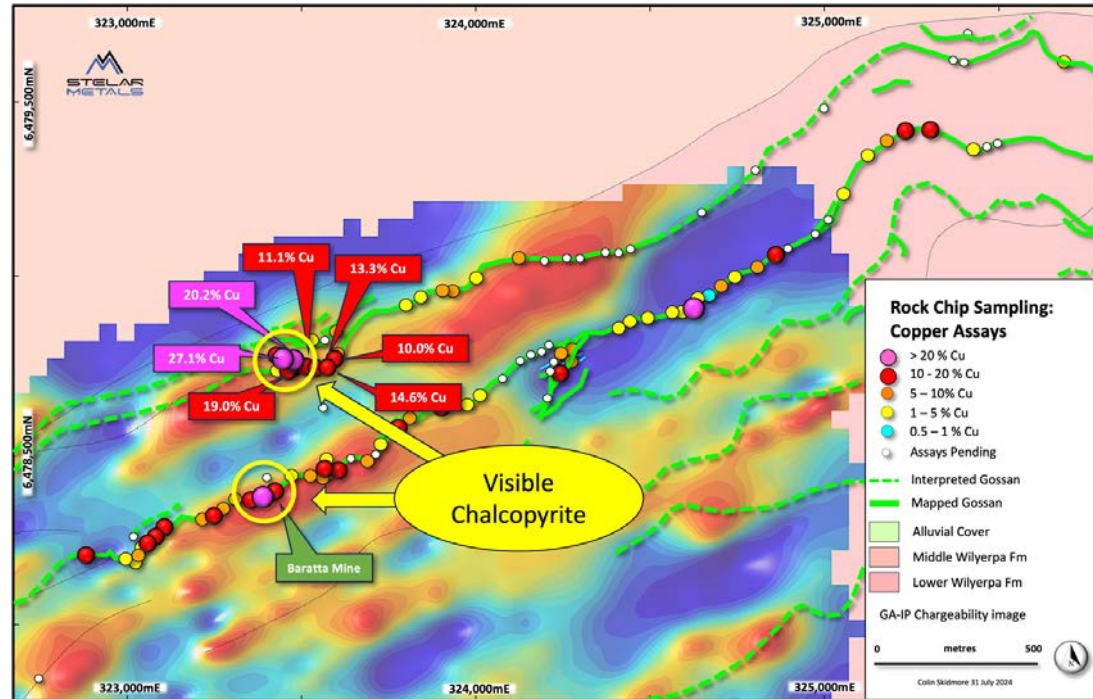 323,000mE
324,000mE
325,000mE
STELAR
METALS
6,479,500mN
6,478,500mN
11.1% Cu
13.3% Cu
20.2% Cu
27.1% Cu
10.0% Cu
19.0% Cu
14.6% Cu
Visible
Chalcopyrite
Baratta Mine
Rock Chip Sampling:
Copper Assays
> 20 % Cu
10 - 20% Cu
5 – 10% Cu
1 – 5 % Cu
0.5 – 1 % Cu
Assays Pending
Interpreted Gossan
Mapped Gossan
Alluvial Cover
Middle Wilyerpa Fm
Lower Wilyerpa Fm
GA-IP Chargeability image
0 metres 500
Colin Skidmore 31 July 2024
323,000mE
324,000mE
325,000mE